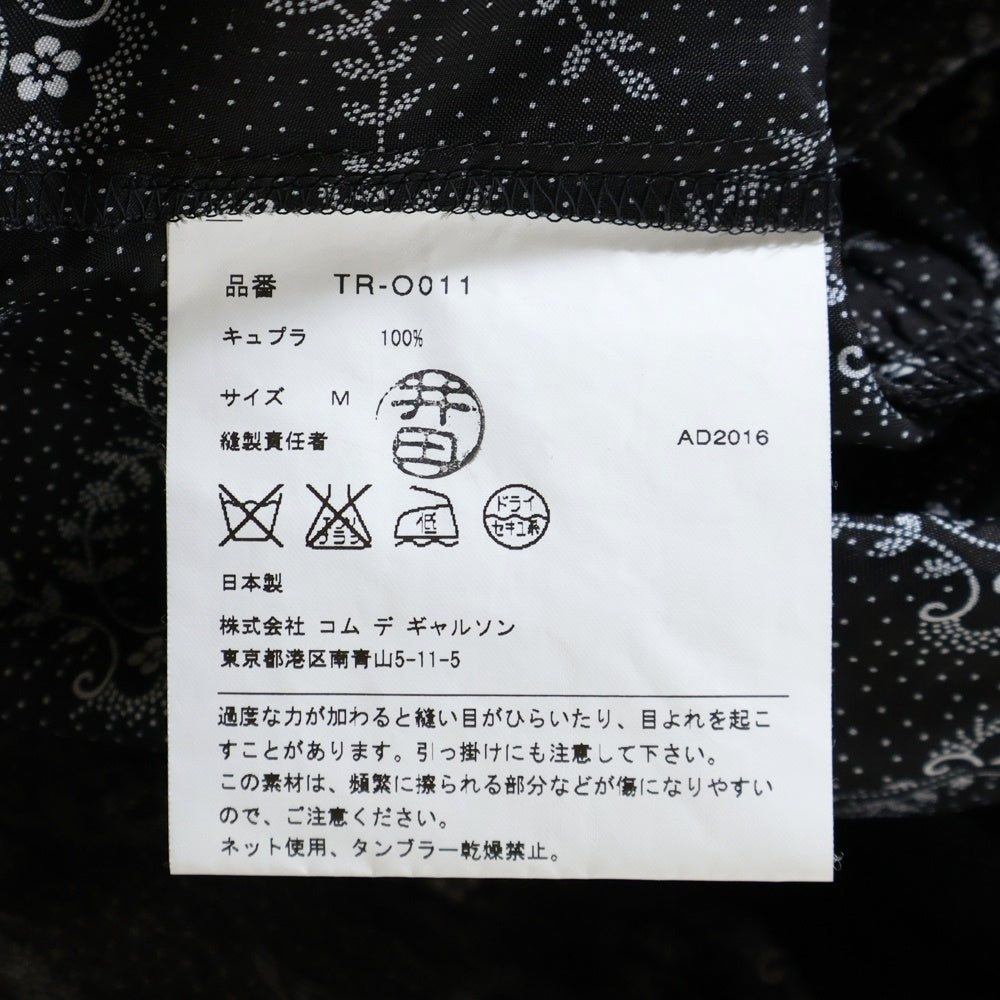 品番 TR-O011
キュプラ 100%
サイズ M
井田
縫製責任者
AD2016
エンソ
サラシ
低
ドライ
セキユ系
日本製
株式会社 コム デ ギャルソン
東京都港区南青山5-11-5
過度な力が加わると縫い目がひらいたり、目よれを起こ
すことがあります。引っ掛けにも注意して下さい。
この素材は、頻繁に擦られる部分などが傷になりやすい
ので、ご注意ください。
ネット使用、タンブラー乾燥禁止。